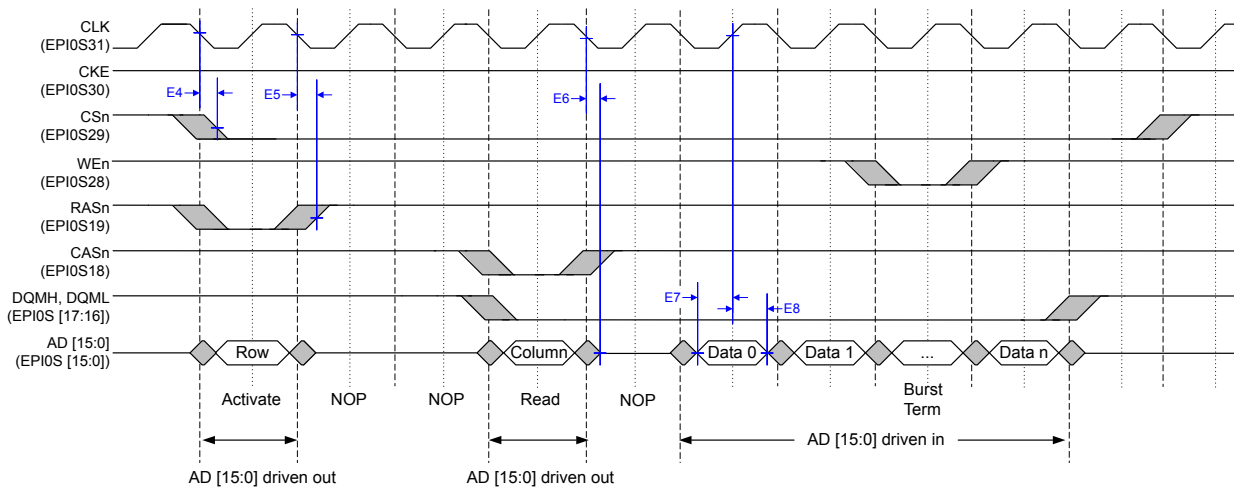 CLK
(EPI0S31)
CKE
(EPI0S30)
E4
E5
E6
CSn
(EPI0S29)
WEn
(EPI0S28)
RASn
(EPI0S19)
CASn
(EPI0S18)
DQMH, DQML
(EPI0S [17:16])
E7
E8
AD [15:0]
(EPI0S [15:0])
Row
Column
Data 0
Data 1
...
Data n
Activate
NOP
NOP
Read
NOP
Burst
Term
AD [15:0] driven in
AD [15:0] driven out
AD [15:0] driven out